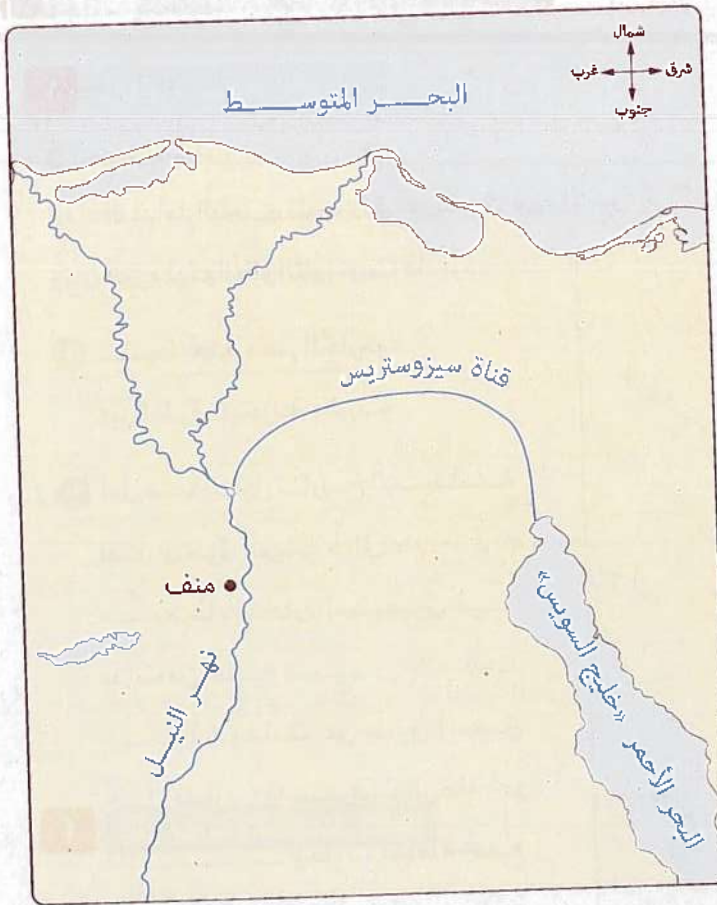 شمال
شرق
غرب
جنوب
البحر المتوسط
قناة سيزوستريس
منف
نهر النيل
البحر الأحمر «خليج السويس»